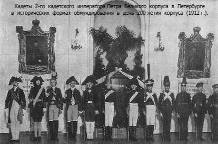 Кадеты 2-го кадетского императора Петра Великого корпуса в Петербурге
в исторических формах обмундирования в день 200-летия корпуса (1912 г.).